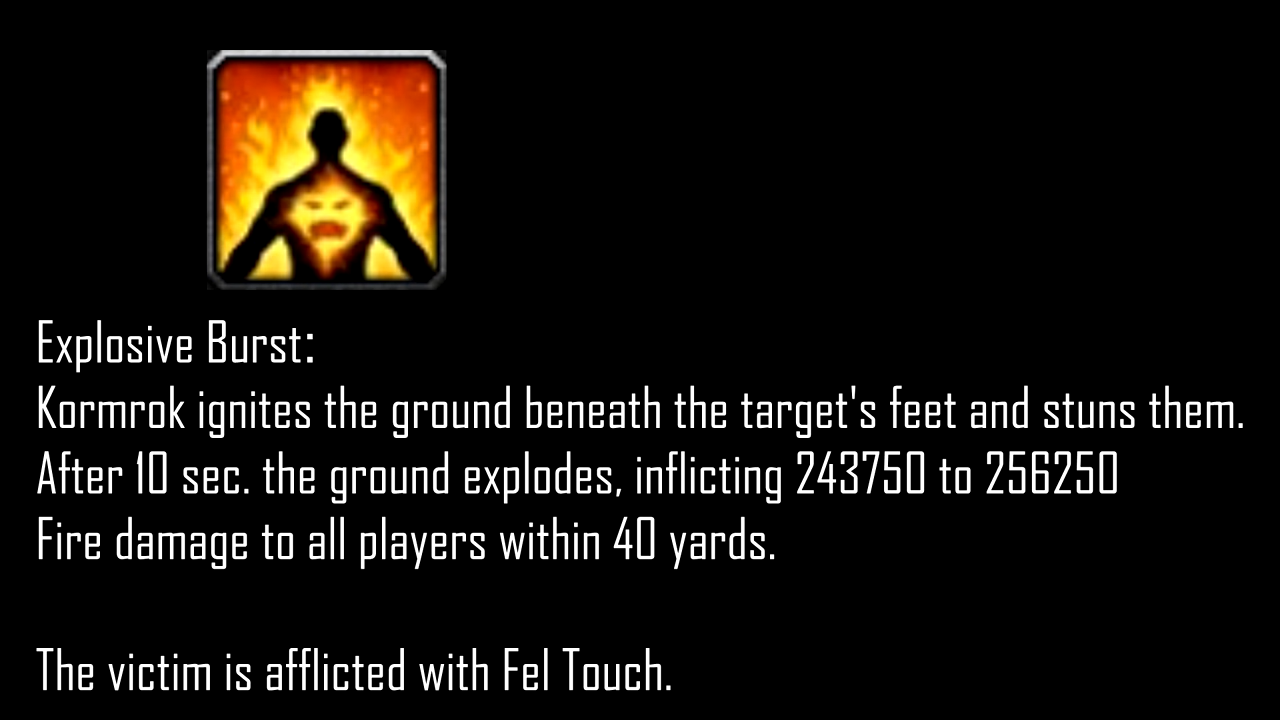 Explosive Burst:
Kormrok ignites the ground beneath the target's feet and stuns them.
After 10 sec. the ground explodes, inflicting 243750 to 256250
Fire damage to all players within 40 yards.
The victim is afflicted with Fel Touch.